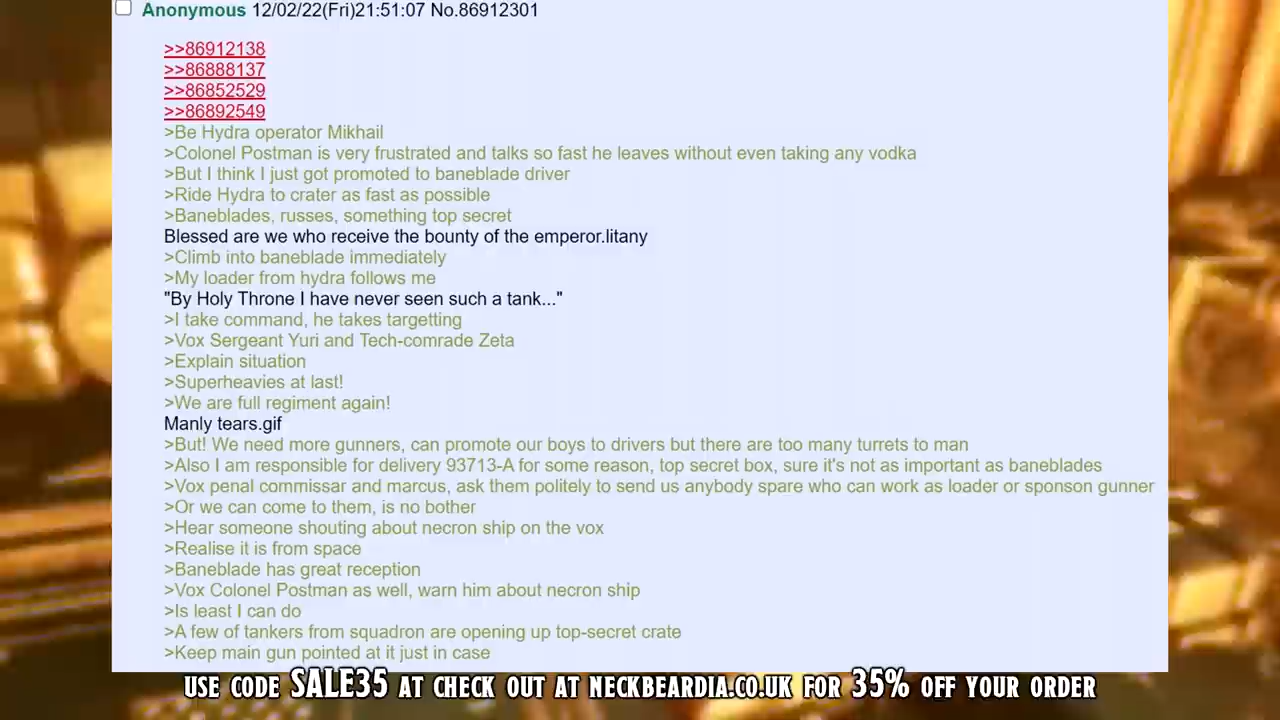 Anonymous 12/02/22(Fri)21:51:07 No.86912301
>>86912138
>>86888137
>>86852529
>>86892549
>Be Hydra operator Mikhail
>Colonel Postman is very frustrated and talks so fast he leaves without even taking any vodka
>But I think I just got promoted to baneblade driver
>Ride Hydra to crater as fast as possible
>Baneblades, russes, something top secret
Blessed are we who receive the bounty of the emperor.litany
>Climb into baneblade immediately
>My loader from hydra follows me
"By Holy Throne I have never seen such a tank..."
>I take command, he takes targetting
>Vox Sergeant Yuri and Tech-comrade Zeta
>Explain situation
>Superheavies at last!
>We are full regiment again!
Manly tears.gif
>But! We need more gunners, can promote our boys to drivers but there are too many turrets to man
>Also I am responsible for delivery 93713-A for some reason, top secret box, sure it's not as important as baneblades
>Vox penal commissar and marcus, ask them politely to send us anybody spare who can work as loader or sponson gunner
>Or we can come to them, is no bother
>Hear someone shouting about necron ship on the vox
>Realise it is from space
>Baneblade has great reception
>Vox Colonel Postman as well, warn him about necron ship
>Is least I can do
>A few of tankers from squadron are opening up top-secret crate
>Keep main gun pointed at it just in case
USE CODE SALE35 AT CHECK OUT AT NECKBEARDIA.CO.UK FOR 35% OFF YOUR ORDER